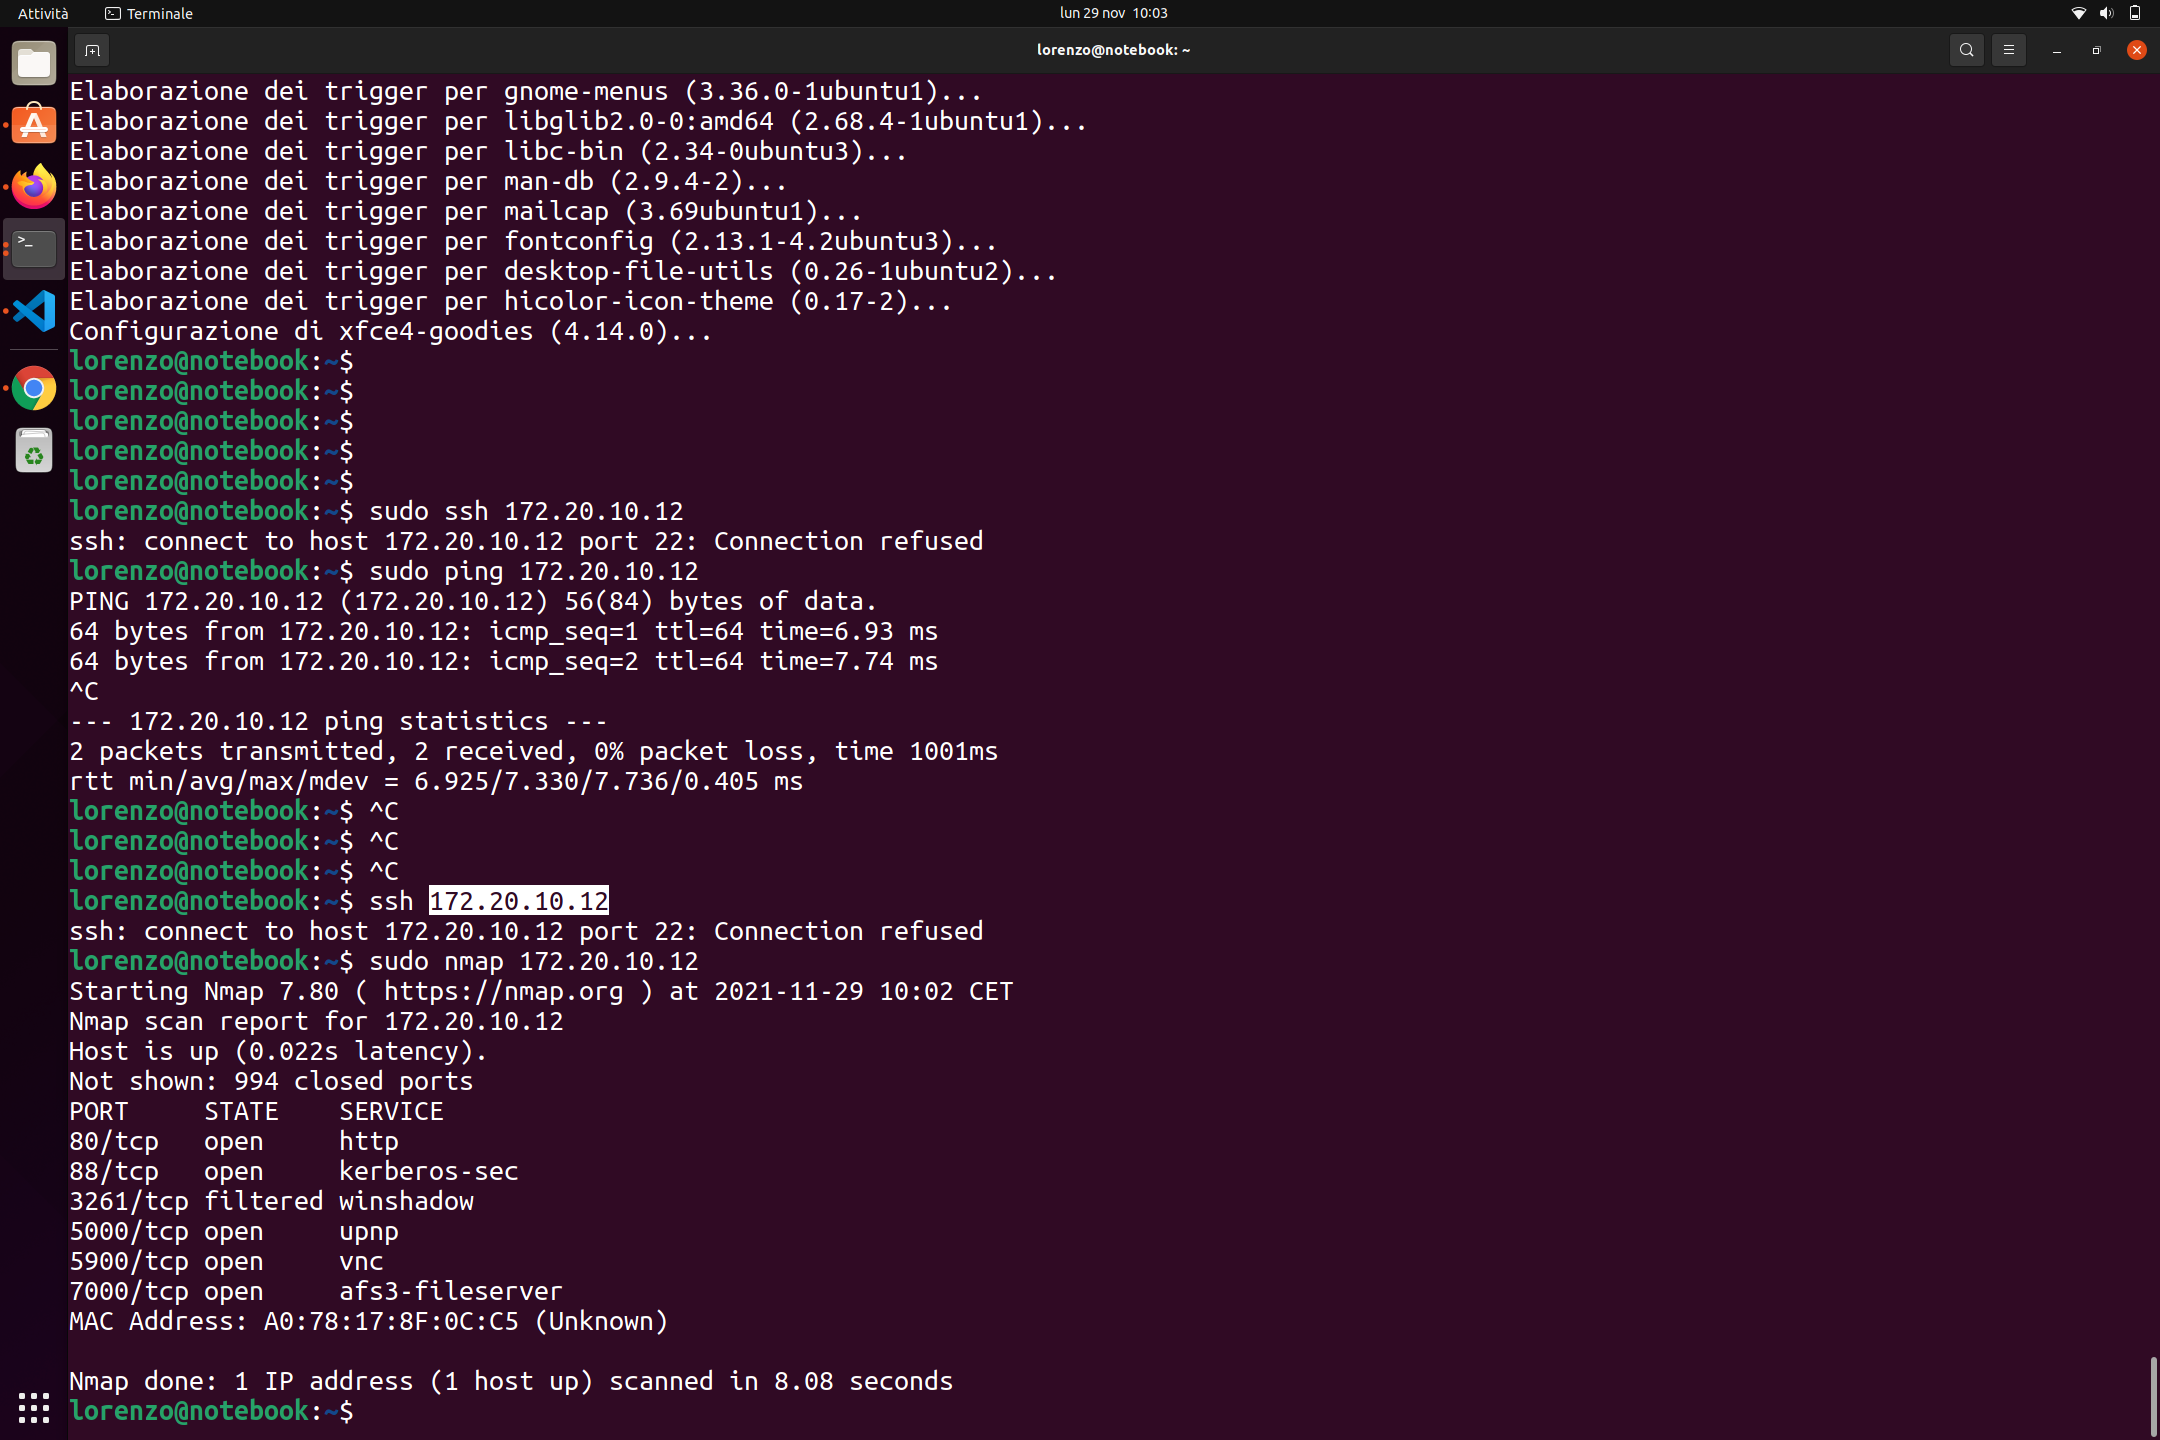 Attività
Terminale
lun 29 nov 10:03
lorenzo@notebook: ~
Elaborazione dei trigger per gnome-menus (3.36.0-1ubuntu1)...
Elaborazione dei trigger per libglib2.0-0:amd64 (2.68.4-1ubuntu1)...
Elaborazione dei trigger per libc-bin (2.34-0ubuntu3)...
Elaborazione dei trigger per man-db (2.9.4-2)...
Elaborazione dei trigger per mailcap (3.69ubuntu1)...
Elaborazione dei trigger per fontconfig (2.13.1-4.2ubuntu3)...
Elaborazione dei trigger per desktop-file-utils (0.26-1ubuntu2)...
Elaborazione dei trigger per hicolor-icon-theme (0.17-2)...
Configurazione di xfce4-goodies (4.14.0)...
lorenzo@notebook:~$
lorenzo@notebook:~$
lorenzo@notebook:~$
lorenzo@notebook:~$
lorenzo@notebook:~$
lorenzo@notebook:~$ sudo ssh 172.20.10.12
ssh: connect to host 172.20.10.12 port 22: Connection refused
lorenzo@notebook:~$ sudo ping 172.20.10.12
PING 172.20.10.12 (172.20.10.12) 56(84) bytes of data.
64 bytes from 172.20.10.12: icmp_seq=1 ttl=64 time=6.93 ms
64 bytes from 172.20.10.12: icmp_seq=2 ttl=64 time=7.74 ms
^C
--- 172.20.10.12 ping statistics ---
2 packets transmitted, 2 received, 0% packet loss, time 1001ms
rtt min/avg/max/mdev = 6.925/7.330/7.736/0.405 ms
lorenzo@notebook:~$ ^C
lorenzo@notebook:~$ ^C
lorenzo@notebook:~$ ^C
lorenzo@notebook:~$ ssh 172.20.10.12
ssh: connect to host 172.20.10.12 port 22: Connection refused
lorenzo@notebook:~$ sudo nmap 172.20.10.12
Starting Nmap 7.80 ( https://nmap.org ) at 2021-11-29 10:02 CET
Nmap scan report for 172.20.10.12
Host is up (0.022s latency).
Not shown: 994 closed ports
PORT     STATE    SERVICE
80/tcp   open     http
88/tcp   open     kerberos-sec
3261/tcp filtered winshadow
5000/tcp open     upnp
5900/tcp open     vnc
7000/tcp open     afs3-fileserver
MAC Address: A0:78:17:8F:0C:C5 (Unknown)
Nmap done: 1 IP address (1 host up) scanned in 8.08 seconds
lorenzo@notebook:~$